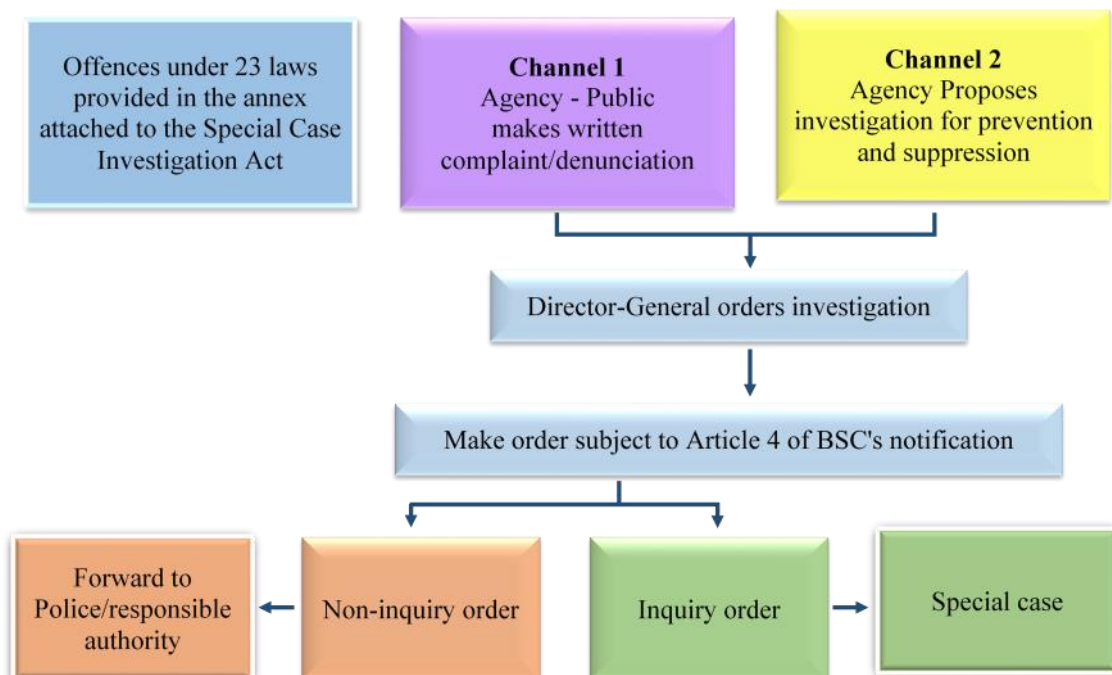 Offences under 23 laws
provided in the annex
attached to the Special Case
Investigation Act
Channel 1
Agency - Public
makes written
complaint/denunciation
Channel 2
Agency Proposes
investigation for prevention
and suppression
Director-General orders investigation
Make order subject to Article 4 of BSC's notification
Forward to
Police/responsible
authority
Non-inquiry order
Inquiry order
Special case